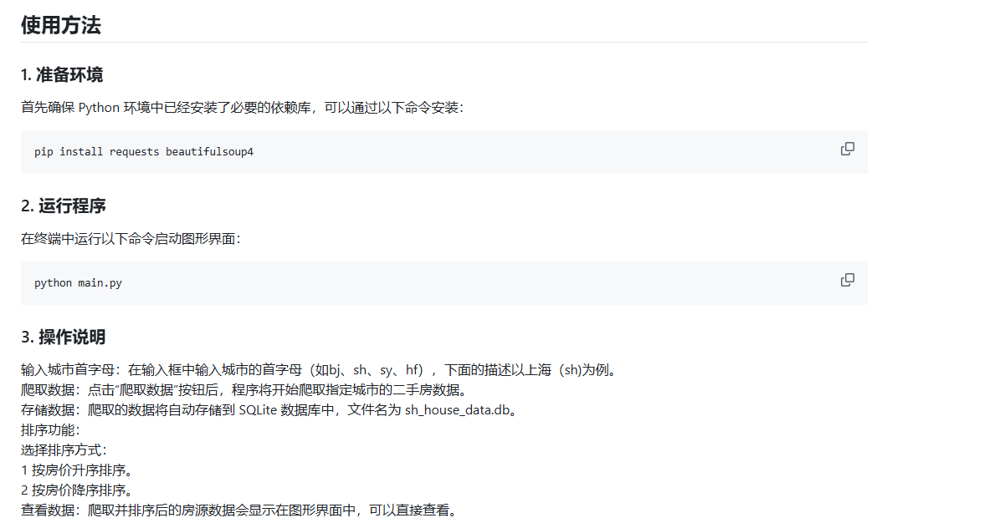 使用方法
1. 准备环境
首先确保 Python 环境中已经安装了必要的依赖库，可以通过以下命令安装：
pip install requests beautifulsoup4
2. 运行程序
在终端中运行以下命令启动图形界面：
python main.py
3. 操作说明
输入城市首字母：在输入框中输入城市的首字母（如bj、sh、sy、hf），下面的描述以上海（sh)为例。
爬取数据：点击“爬取数据”按钮后，程序将开始爬取指定城市的二手房数据。
存储数据：爬取的数据将自动存储到 SQLite 数据库中，文件名为 sh_house_data.db。
排序功能：
选择排序方式：
1 按房价升序排序。
2 按房价降序排序。
查看数据：爬取并排序后的房源数据会显示在图形界面中，可以直接查看。